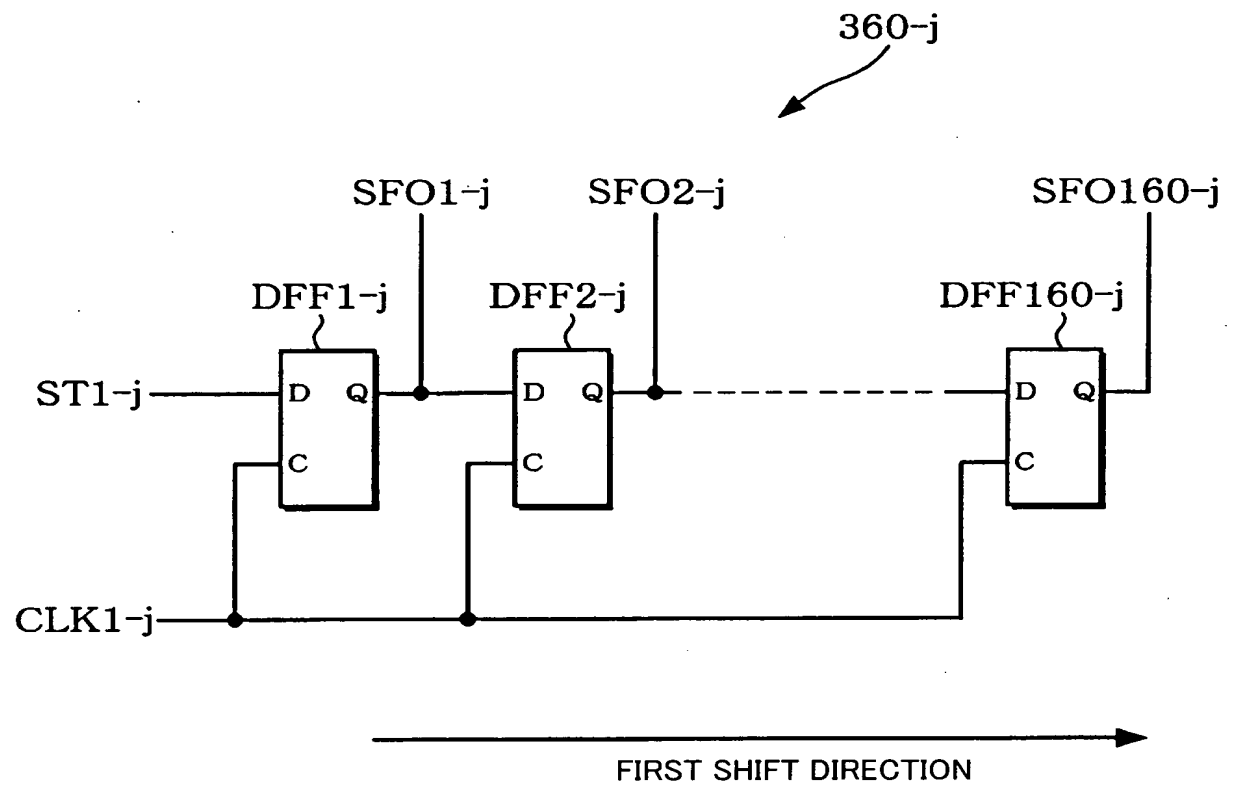 360-j
SFO1-j SFO2-j SFO160-j
DFF1-j DFF2-j DFF160-j
ST1-j D Q D Q D Q
C C C
CLK1-j
FIRST SHIFT DIRECTION